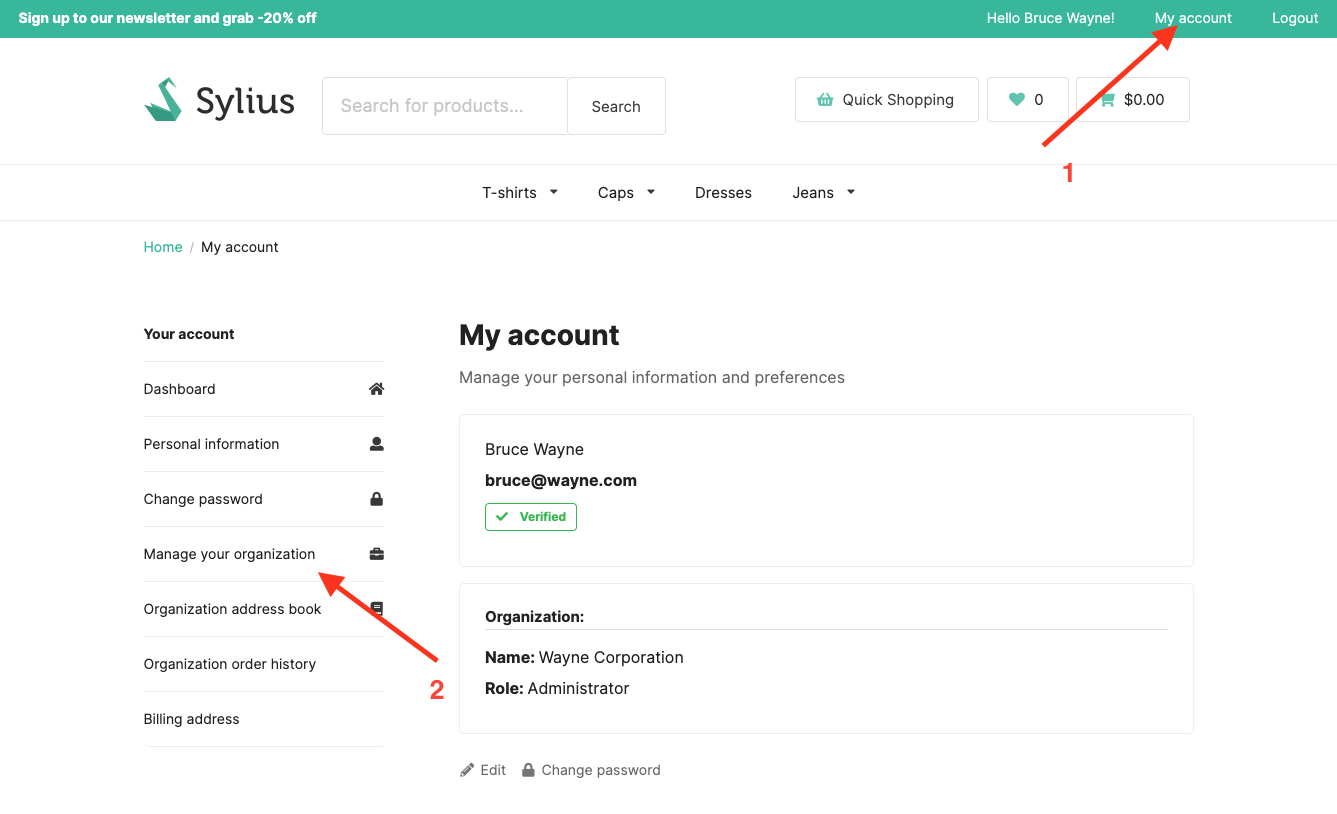 Sign up to our newsletter and grab -20% off
Hello Bruce Wayne! My account Logout
Sylius
Search for products...
Search
Quick Shopping
0
$0.00
1
T-shirts Caps Dresses Jeans
Home / My account
Your account
Dashboard
Personal information
Change password
Manage your organization
Organization address book
Organization order history
Billing address
2
My account
Manage your personal information and preferences
Bruce Wayne
bruce@wayne.com
Verified
Organization:
Name: Wayne Corporation
Role: Administrator
Edit Change password